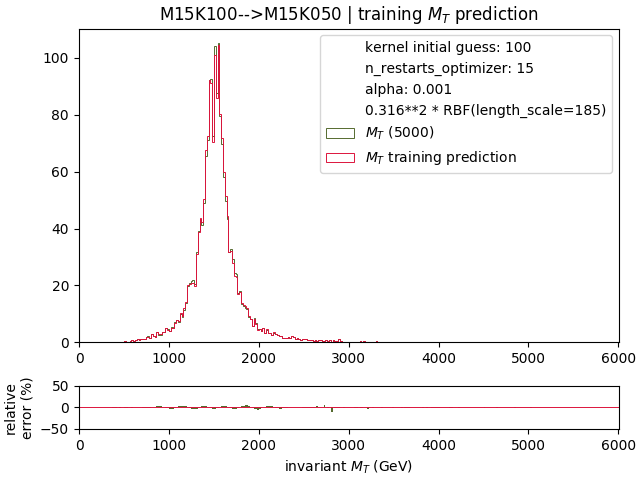 M15K100-->M15K050 | training M_T prediction
kernel initial guess: 100
n_restarts_optimizer: 15
alpha: 0.001
0.316**2 * RBF(length_scale=185)
M_T (5000)
M_T training prediction
100
80
60
40
20
0
0 1000 2000 3000 4000 5000 6000
relative
error (%)
50
0
−50
0 1000 2000 3000 4000 5000 6000
invariant M_T (GeV)